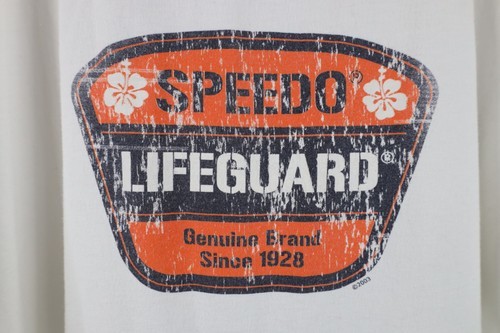 SPEEDO®
LIFEGUARD®
Genuine Brand
Since 1928
©2003